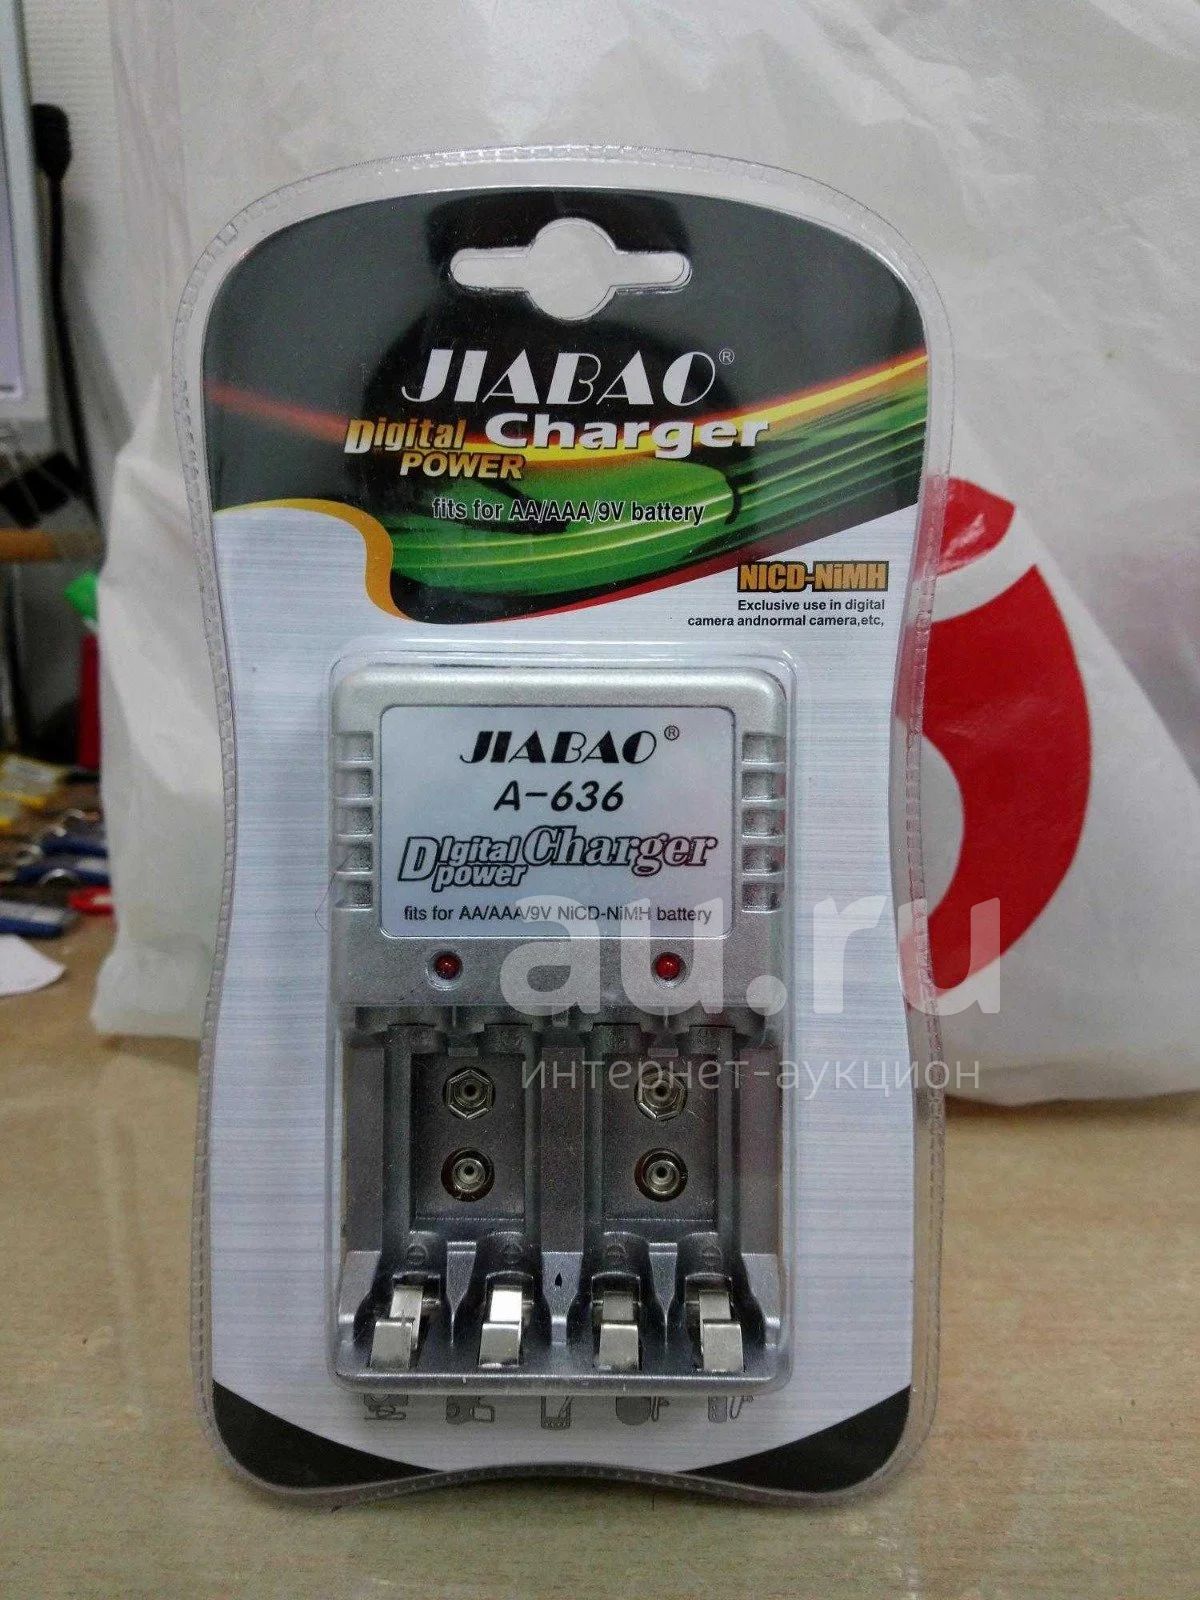 JIABAO®
Digital Charger
POWER
fits for AA/AAA/9V battery
NICD-NiMH
Exclusive use in digital
camera andnormal camera,etc,
JIABAO®
A-636
DIgital Charger
power
fits for AA/AAA/9V NiCD-NiMH battery
au.ru
интернет-аукцион